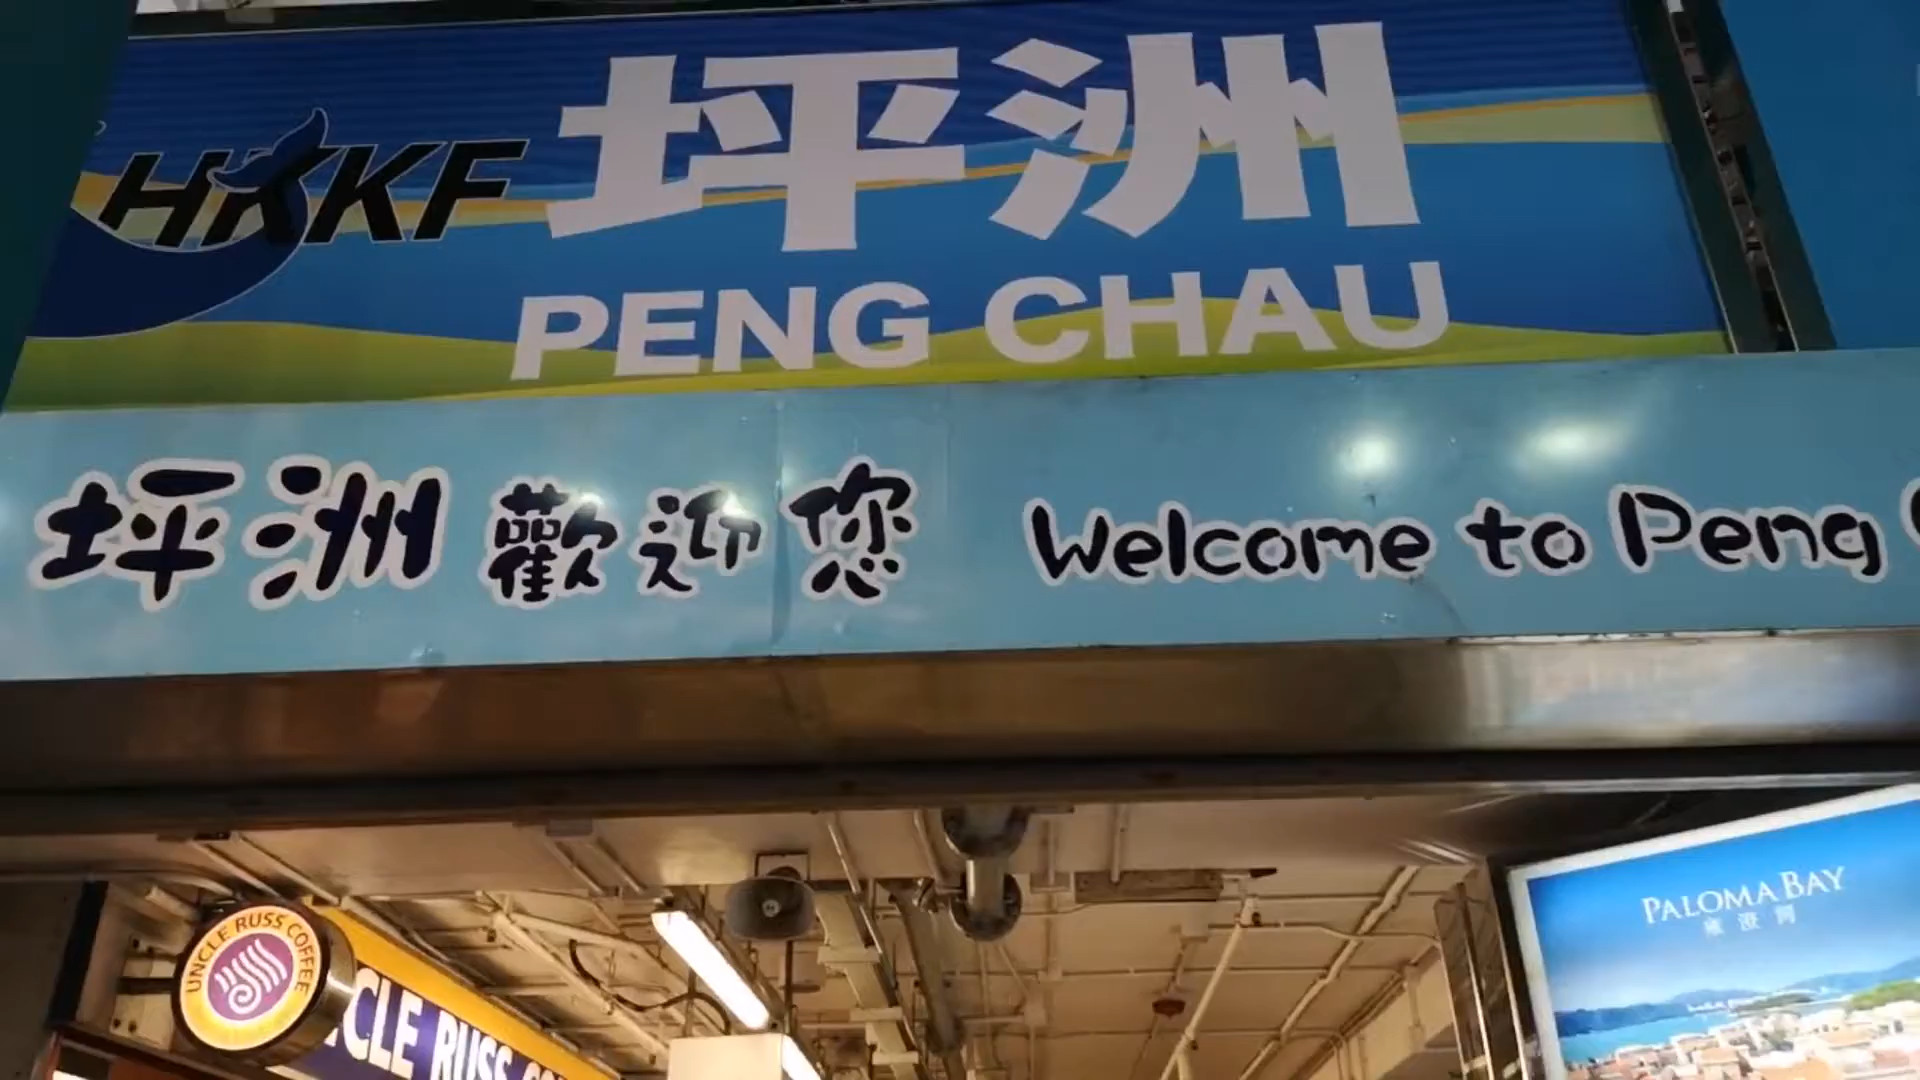 HKKF
坪洲
PENG CHAU
坪洲歡迎您 Welcome to Peng
UNCLE RUSS COFFEE
CLE RUSS
PALOMA BAY